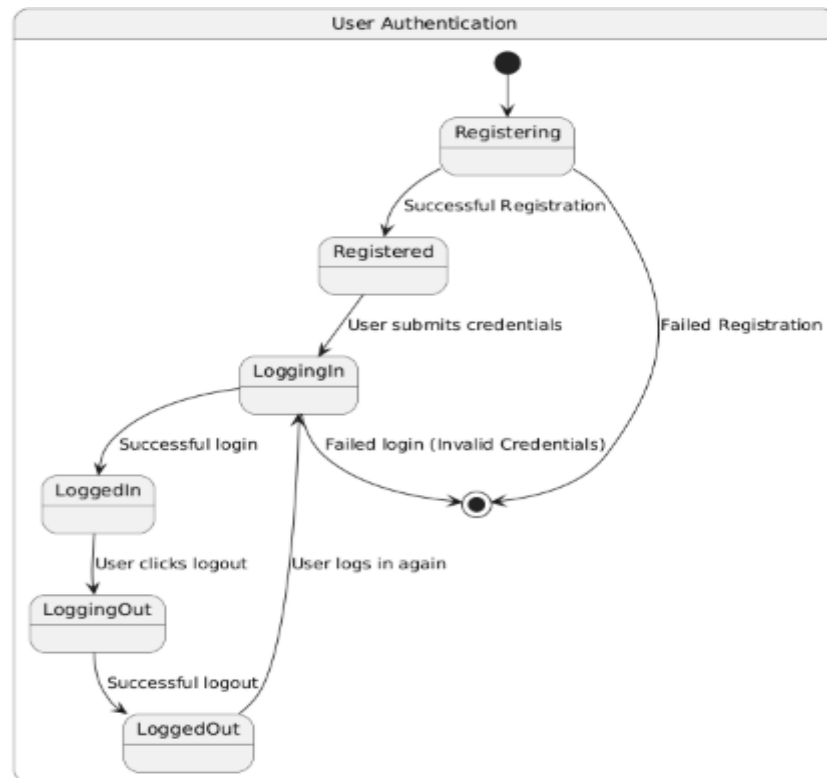 User Authentication
Registering
Successful Registration
Registered
Failed Registration
User submits credentials
LoggingIn
Successful login
Failed login (Invalid Credentials)
LoggedIn
User clicks logout
User logs in again
LoggingOut
Successful logout
LoggedOut